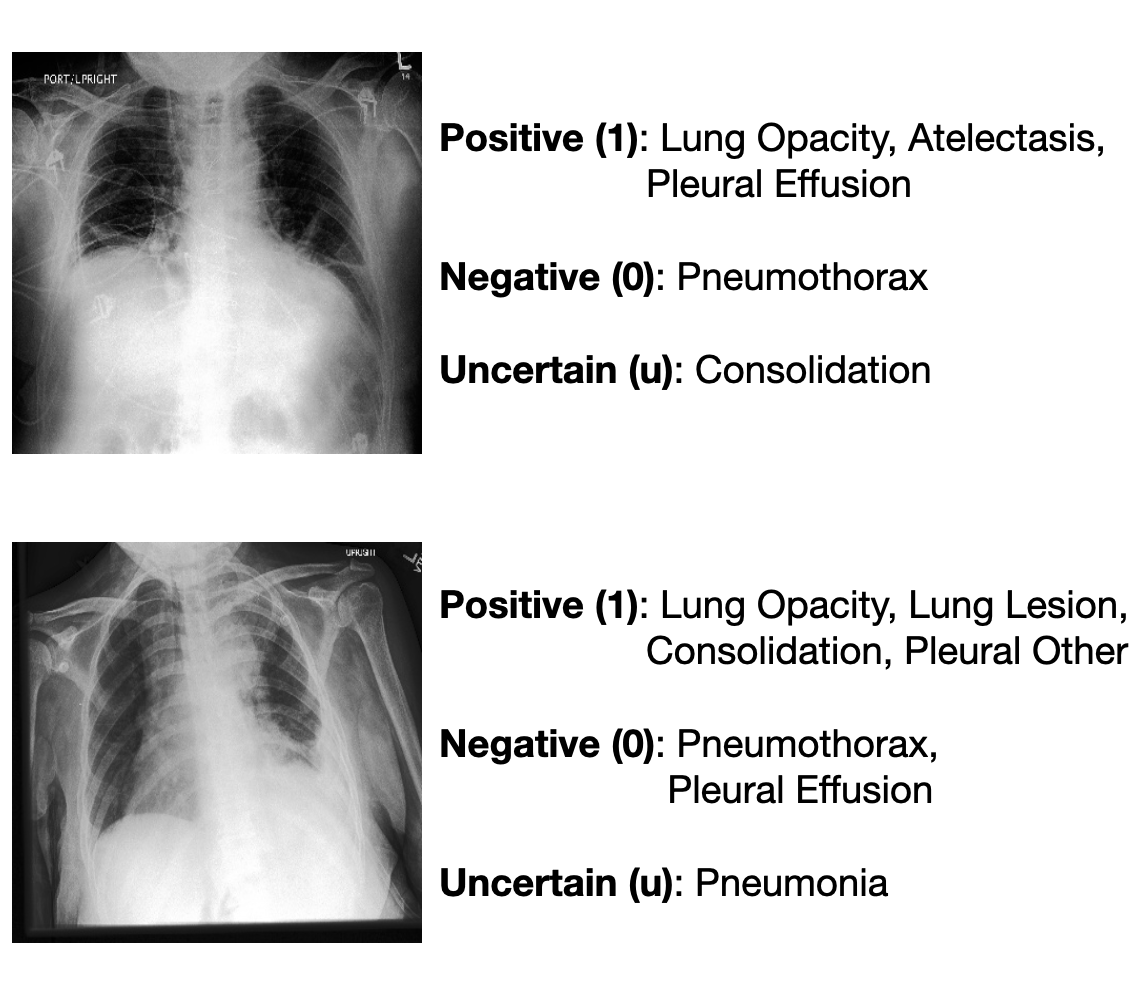 PORT/LPRIGHT
L
14
Positive (1): Lung Opacity, Atelectasis,
Pleural Effusion
Negative (0): Pneumothorax
Uncertain (u): Consolidation
UPRIGHT
Positive (1): Lung Opacity, Lung Lesion,
Consolidation, Pleural Other
Negative (0): Pneumothorax,
Pleural Effusion
Uncertain (u): Pneumonia